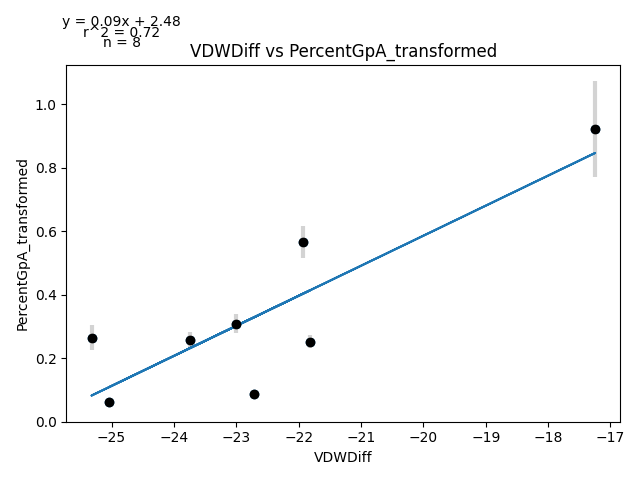 y = 0.09x + 2.48
r^2 = 0.72
n = 8
VDWDiff vs PercentGpA_transformed
PercentGpA_transformed
1.0
0.8
0.6
0.4
0.2
0.0
−25
−24
−23
−22
−21
−20
−19
−18
−17
VDWDiff